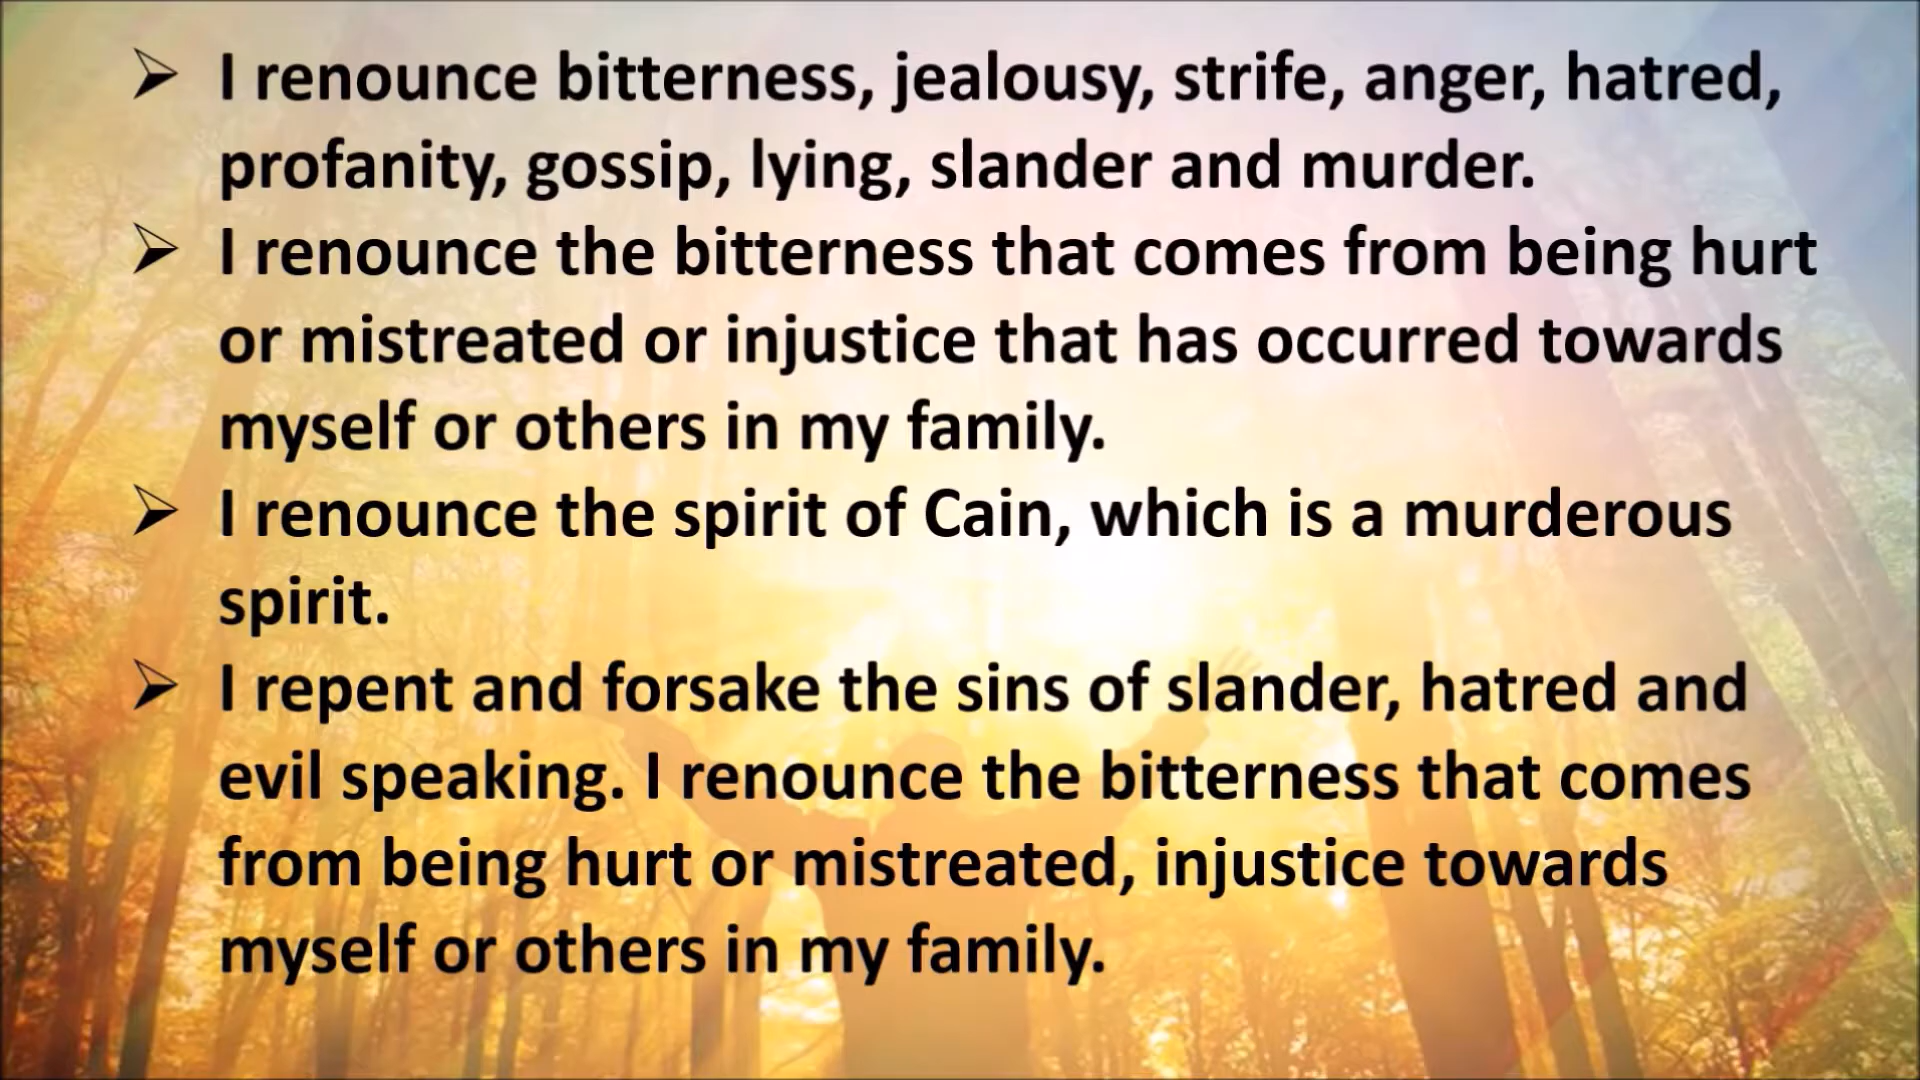 ➢ I renounce bitterness, jealousy, strife, anger, hatred,
profanity, gossip, lying, slander and murder.
➢ I renounce the bitterness that comes from being hurt
or mistreated or injustice that has occurred towards
myself or others in my family.
➢ I renounce the spirit of Cain, which is a murderous
spirit.
➢ I repent and forsake the sins of slander, hatred and
evil speaking. I renounce the bitterness that comes
from being hurt or mistreated, injustice towards
myself or others in my family.